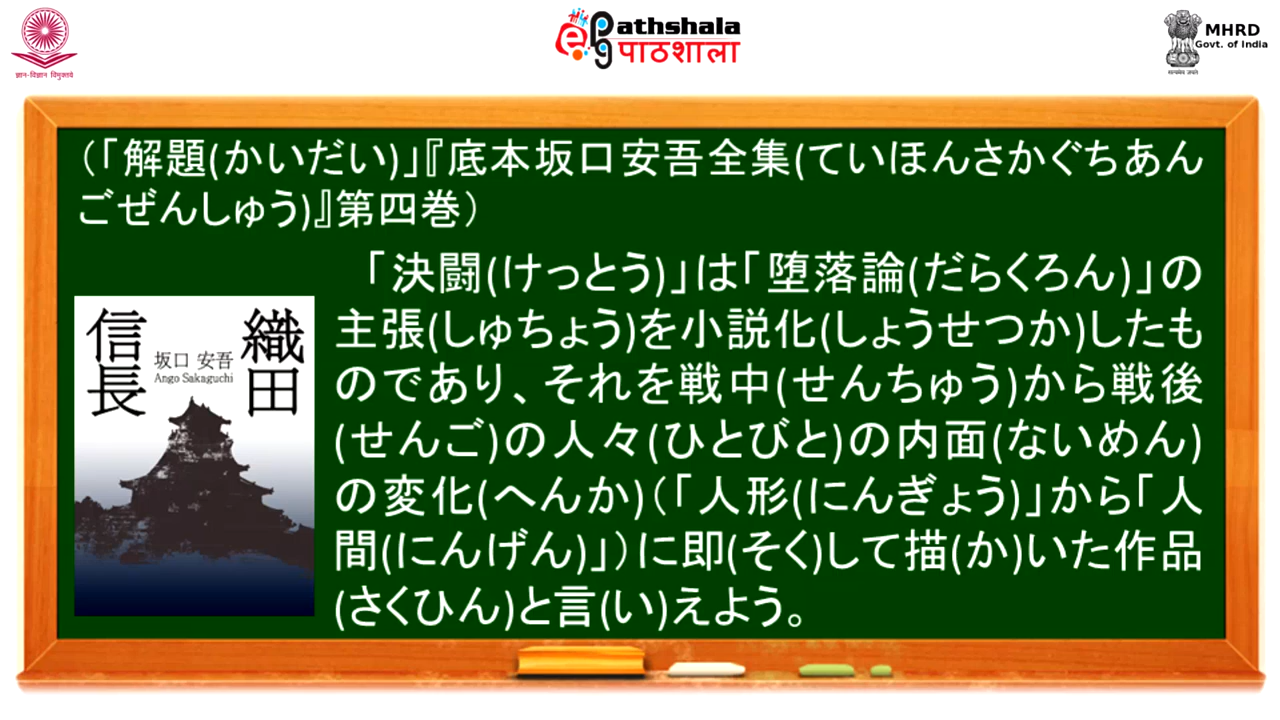 ज्ञान-विज्ञान विमुक्तये
ePg Pathshala
पाठशाला
MHRD
Govt. of India
सत्यमेव जयते
（「解題(かいだい)」『底本坂口安吾全集(ていほんさかぐちあん
ごぜんしゅう)』第四巻）
「決闘(けっとう)」は「堕落論(だらくろん)」の
主張(しゅちょう)を小説化(しょうせつか)したも
のであり、それを戦中(せんちゅう)から戦後
(せんご)の人々(ひとびと)の内面(ないめん)
の変化(へんか)（「人形(にんぎょう)」から「人
間(にんげん)」）に即(そく)して描(か)いた作品
(さくひん)と言(い)えよう。
織田
信長
坂口 安吾
Ango Sakaguchi